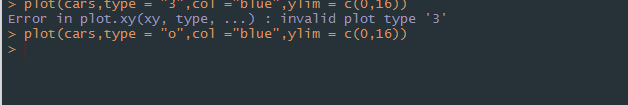 > plot(cars,type = "3",col ="blue",ylim = c(0,16))
Error in plot.xy(xy, type, ...) : invalid plot type '3'
> plot(cars,type = "o",col ="blue",ylim = c(0,16))
>